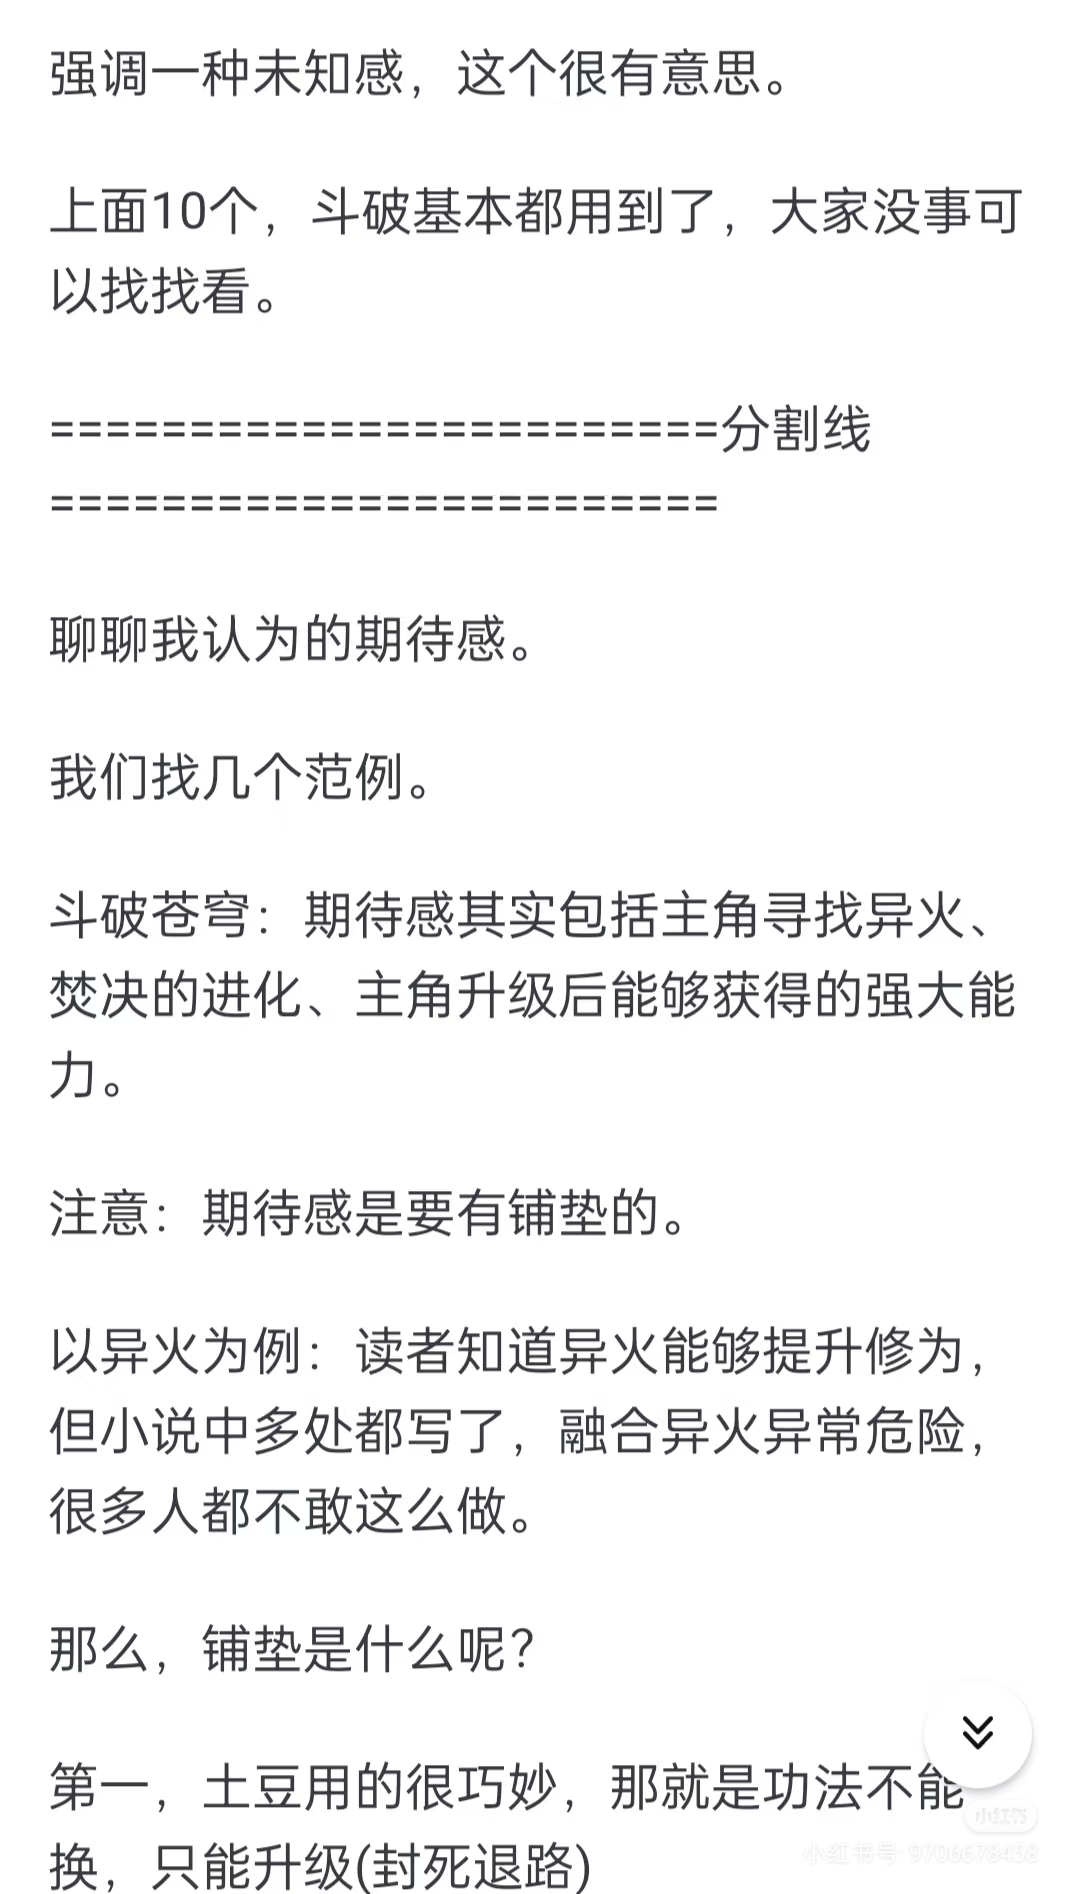 强调一种未知感，这个很有意思。
上面10个，斗破基本都用到了，大家没事可
以找找看。
========================分割线
========================
聊聊我认为的期待感。
我们找几个范例。
斗破苍穹：期待感其实包括主角寻找异火、
焚决的进化、主角升级后能够获得的强大能
力。
注意：期待感是要有铺垫的。
以异火为例：读者知道异火能够提升修为，
但小说中多处都写了，融合异火异常危险，
很多人都不敢这么做。
那么，铺垫是什么呢？
第一，土豆用的很巧妙，那就是功法不能
换，只能升级(封死退路)
小红书
小红书号 9706678458